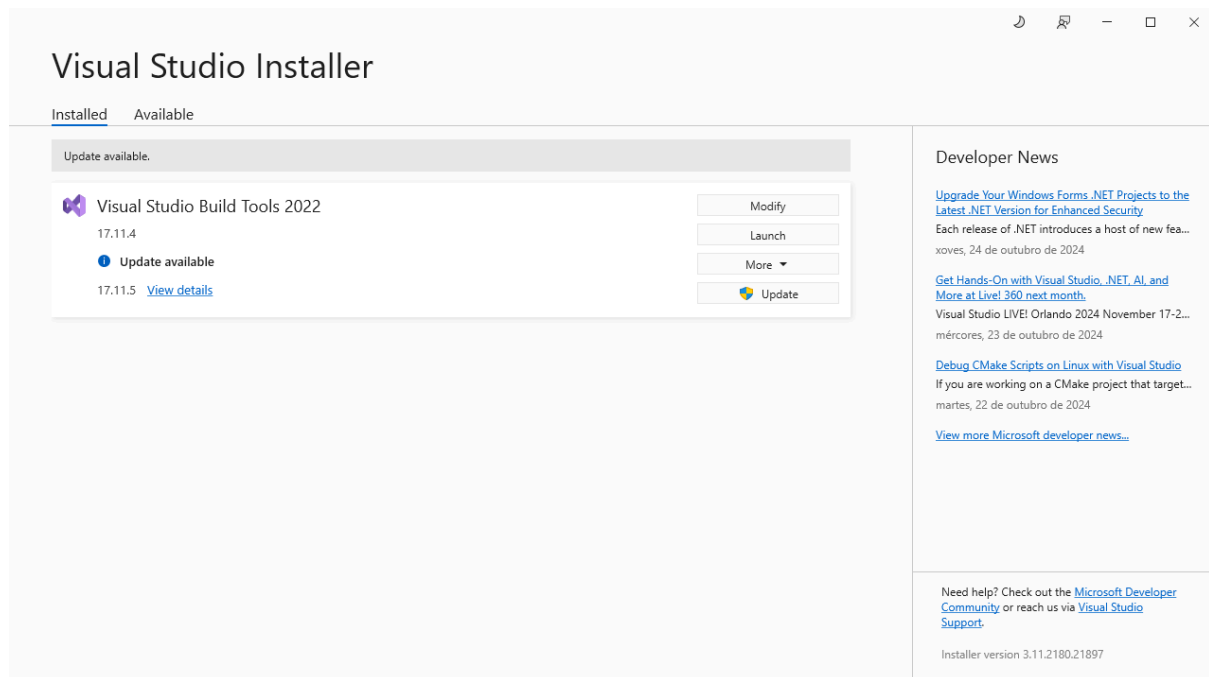 Visual Studio Installer
Installed
Available
Update available.
Visual Studio Build Tools 2022
17.11.4
Update available
17.11.5 View details
Modify
Launch
More
Update
Developer News
Upgrade Your Windows Forms .NET Projects to the
Latest .NET Version for Enhanced Security
Each release of .NET introduces a host of new fea...
xoves, 24 de outubro de 2024
Get Hands-On with Visual Studio, .NET, AI, and
More at Live! 360 next month.
Visual Studio LIVE! Orlando 2024 November 17-2...
mércores, 23 de outubro de 2024
Debug CMake Scripts on Linux with Visual Studio
If you are working on a CMake project that target...
martes, 22 de outubro de 2024
View more Microsoft developer news...
Need help? Check out the Microsoft Developer
Community or reach us via Visual Studio
Support.
Installer version 3.11.2180.21897